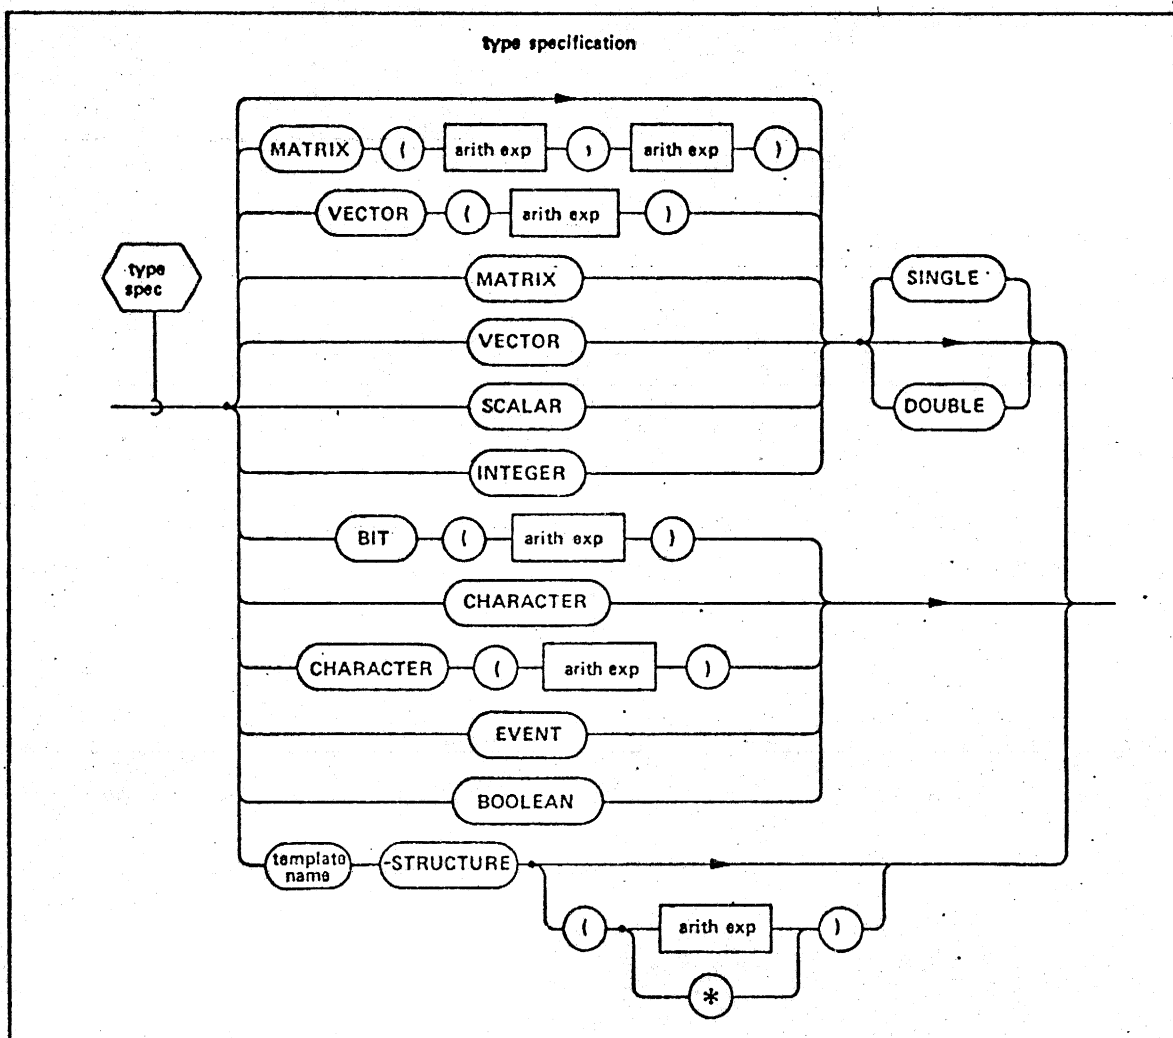 type specification
MATRIX ( arith exp , arith exp )
VECTOR ( arith exp )
type
spec
MATRIX
SINGLE
VECTOR
SCALAR
DOUBLE
INTEGER
BIT ( arith exp )
CHARACTER
CHARACTER ( arith exp )
EVENT
BOOLEAN
template
name
-STRUCTURE
( arith exp )
*